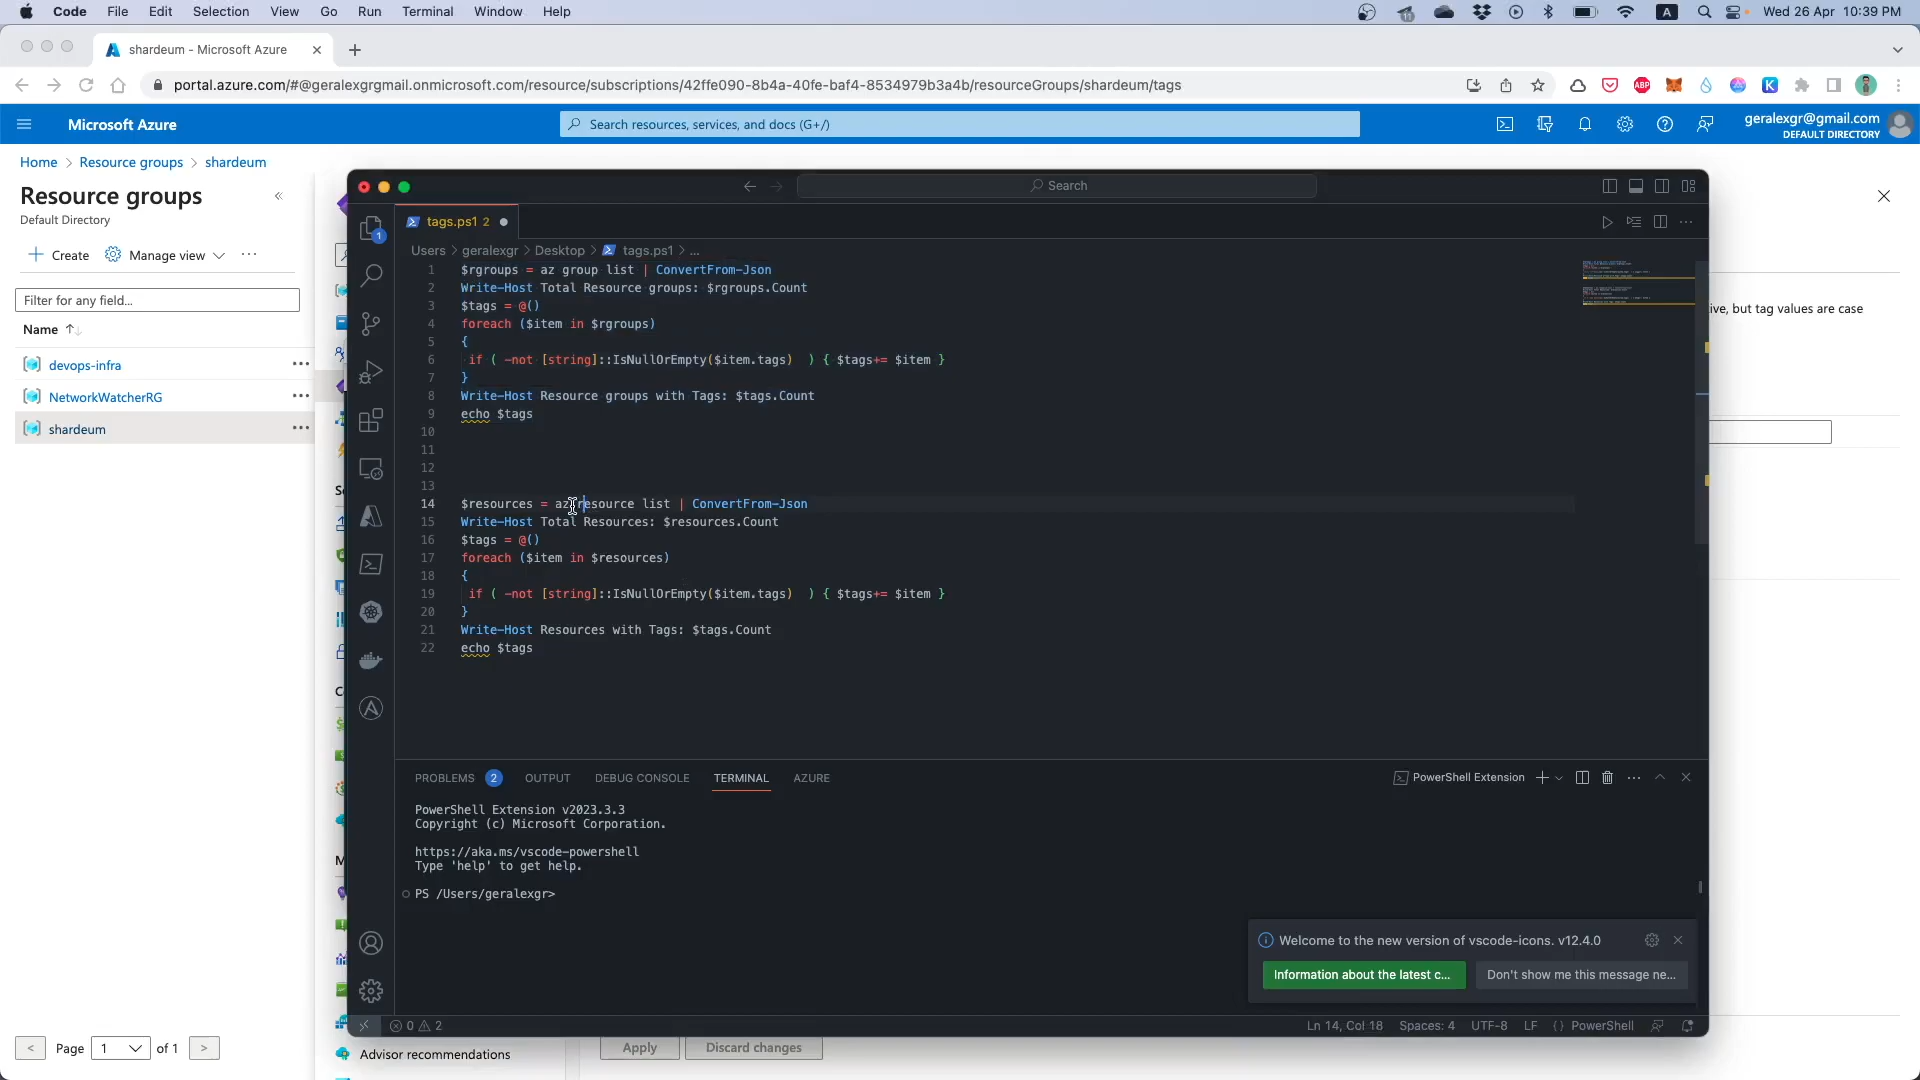 Code File Edit Selection View Go Run Terminal Window Help
11
A
Wed 26 Apr 10:39 PM
shardeum - Microsoft Azure
portal.azure.com/#@geralexgrgmail.onmicrosoft.com/resource/subscriptions/42ffe090-8b4a-40fe-baf4-8534979b3a4b/resourceGroups/shardeum/tags
ABP
K
Microsoft Azure
Search resources, services, and docs (G+/)
geralexgr@gmail.com
DEFAULT DIRECTORY
Home > Resource groups > shardeum
Resource groups
Default Directory
Create
Manage view
Filter for any field...
Name
devops-infra
NetworkWatcherRG
shardeum
< Page 1 of 1 >
ive, but tag values are case
Search
tags.ps1 2
Users > geralexgr > Desktop > tags.ps1 > ...
1 $rgroups = az group list | ConvertFrom-Json
2 Write-Host Total Resource groups: $rgroups.Count
3 $tags = @()
4 foreach ($item in $rgroups)
5 {
6 if ( -not [string]::IsNullOrEmpty($item.tags)  ) { $tags+= $item }
7 }
8 Write-Host Resource groups with Tags: $tags.Count
9 echo $tags
10
11
12
13
14 $resources = az resource list | ConvertFrom-Json
15 Write-Host Total Resources: $resources.Count
16 $tags = @()
17 foreach ($item in $resources)
18 {
19 if ( -not [string]::IsNullOrEmpty($item.tags)  ) { $tags+= $item }
20 }
21 Write-Host Resources with Tags: $tags.Count
22 echo $tags
1
PROBLEMS 2 OUTPUT DEBUG CONSOLE TERMINAL AZURE
PowerShell Extension
PowerShell Extension v2023.3.3
Copyright (c) Microsoft Corporation.
https://aka.ms/vscode-powershell
Type 'help' to get help.
PS /Users/geralexgr>
Welcome to the new version of vscode-icons. v12.4.0
Information about the latest c...
Don't show me this message ne...
0 2
Ln 14, Col 18 Spaces: 4 UTF-8 LF {} PowerShell
Advisor recommendations
Apply
Discard changes